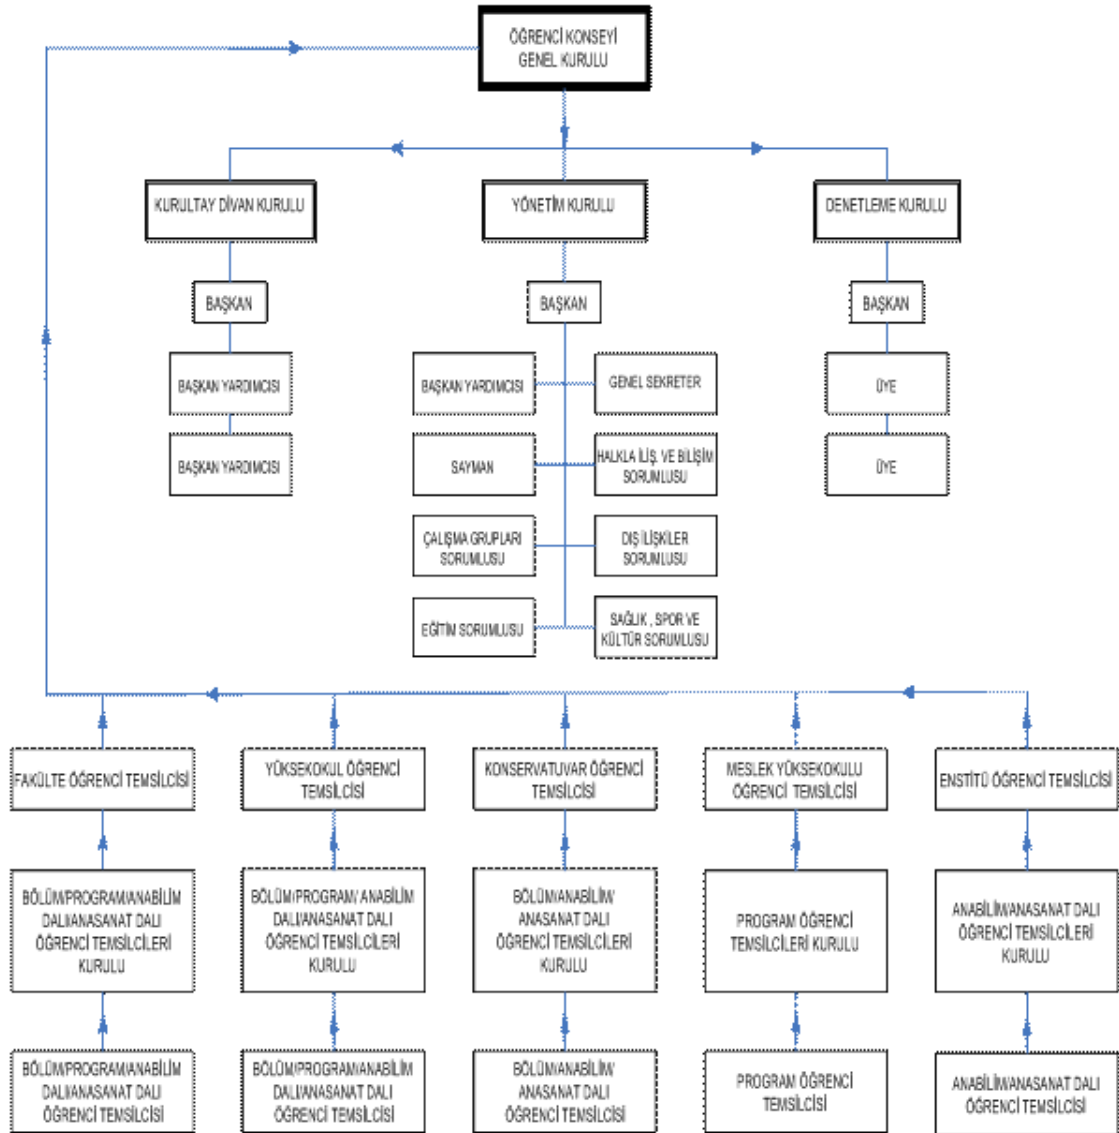 ÖĞRENCİ KONSEYİ
GENEL KURULU
KURULTAY DİVAN KURULU
YÖNETİM KURULU
DENETLEME KURULU
BAŞKAN
BAŞKAN
BAŞKAN
BAŞKAN YARDIMCISI
BAŞKAN YARDIMCISI
GENEL SEKRETER
ÜYE
BAŞKAN YARDIMCISI
SAYMAN
HALKLA İLİŞ. VE BİLİŞİM
SORUMLUSU
ÜYE
ÇALIŞMA GRUPLARI
SORUMLUSU
DIŞ İLİŞKİLER
SORUMLUSU
EĞİTİM SORUMLUSU
SAĞLIK , SPOR VE
KÜLTÜR SORUMLUSU
FAKÜLTE ÖĞRENCİ TEMSİLCİSİ
YÜKSEKOKUL ÖĞRENCİ
TEMSİLCİSİ
KONSERVATUVAR ÖĞRENCİ
TEMSİLCİSİ
MESLEK YÜKSEKOKULU
ÖĞRENCİ TEMSİLCİSİ
ENSTİTÜ ÖĞRENCİ TEMSİLCİSİ
BÖLÜM/PROGRAM/ANABİLİM
DALI/ANASANAT DALI
ÖĞRENCİ TEMSİLCİLERİ
KURULU
BÖLÜM/PROGRAM/ ANABİLİM
DALI/ANASANAT DALI
ÖĞRENCİ TEMSİLCİLERİ
KURULU
BÖLÜM/ANABİLİM/
ANASANAT DALI
ÖĞRENCİ TEMSİLCİLERİ
KURULU
PROGRAM ÖĞRENCİ
TEMSİLCİLERİ KURULU
ANABİLİM/ANASANAT DALI
ÖĞRENCİ TEMSİLCİLERİ
KURULU
BÖLÜM/PROGRAM/ANABİLİM
DALI/ANASANAT DALI
ÖĞRENCİ TEMSİLCİSİ
BÖLÜM/PROGRAM/ANABİLİM
DALI/ANASANAT DALI
ÖĞRENCİ TEMSİLCİSİ
BÖLÜM/ANABİLİM/
ANASANAT DALI
ÖĞRENCİ TEMSİLCİSİ
PROGRAM ÖĞRENCİ
TEMSİLCİSİ
ANABİLİM/ANASANAT DALI
ÖĞRENCİ TEMSİLCİSİ